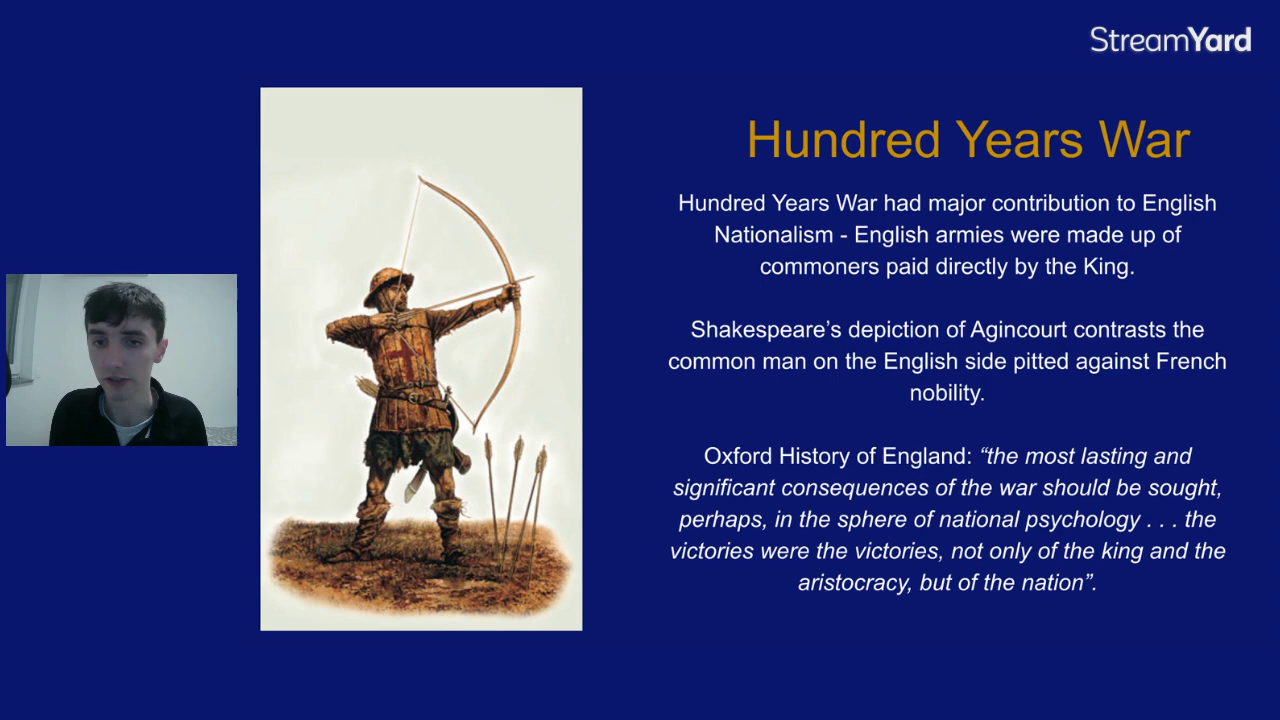 StreamYard
Hundred Years War
Hundred Years War had major contribution to English
Nationalism - English armies were made up of
commoners paid directly by the King.
Shakespeare’s depiction of Agincourt contrasts the
common man on the English side pitted against French
nobility.
Oxford History of England: “the most lasting and
significant consequences of the war should be sought,
perhaps, in the sphere of national psychology . . . the
victories were the victories, not only of the king and the
aristocracy, but of the nation”.